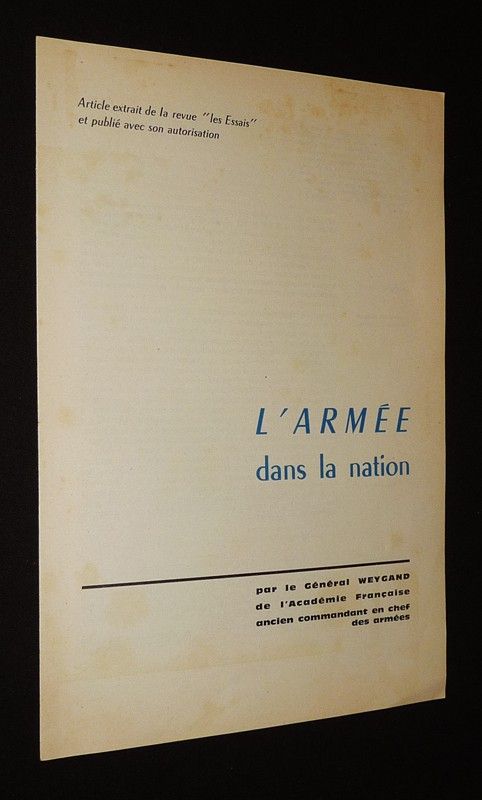 Article extrait de la revue "les Essais"
et publié avec son autorisation
L'ARMÉE
dans la nation
par le Général WEYGAND
de l'Académie Française
ancien commandant en chef
des armées